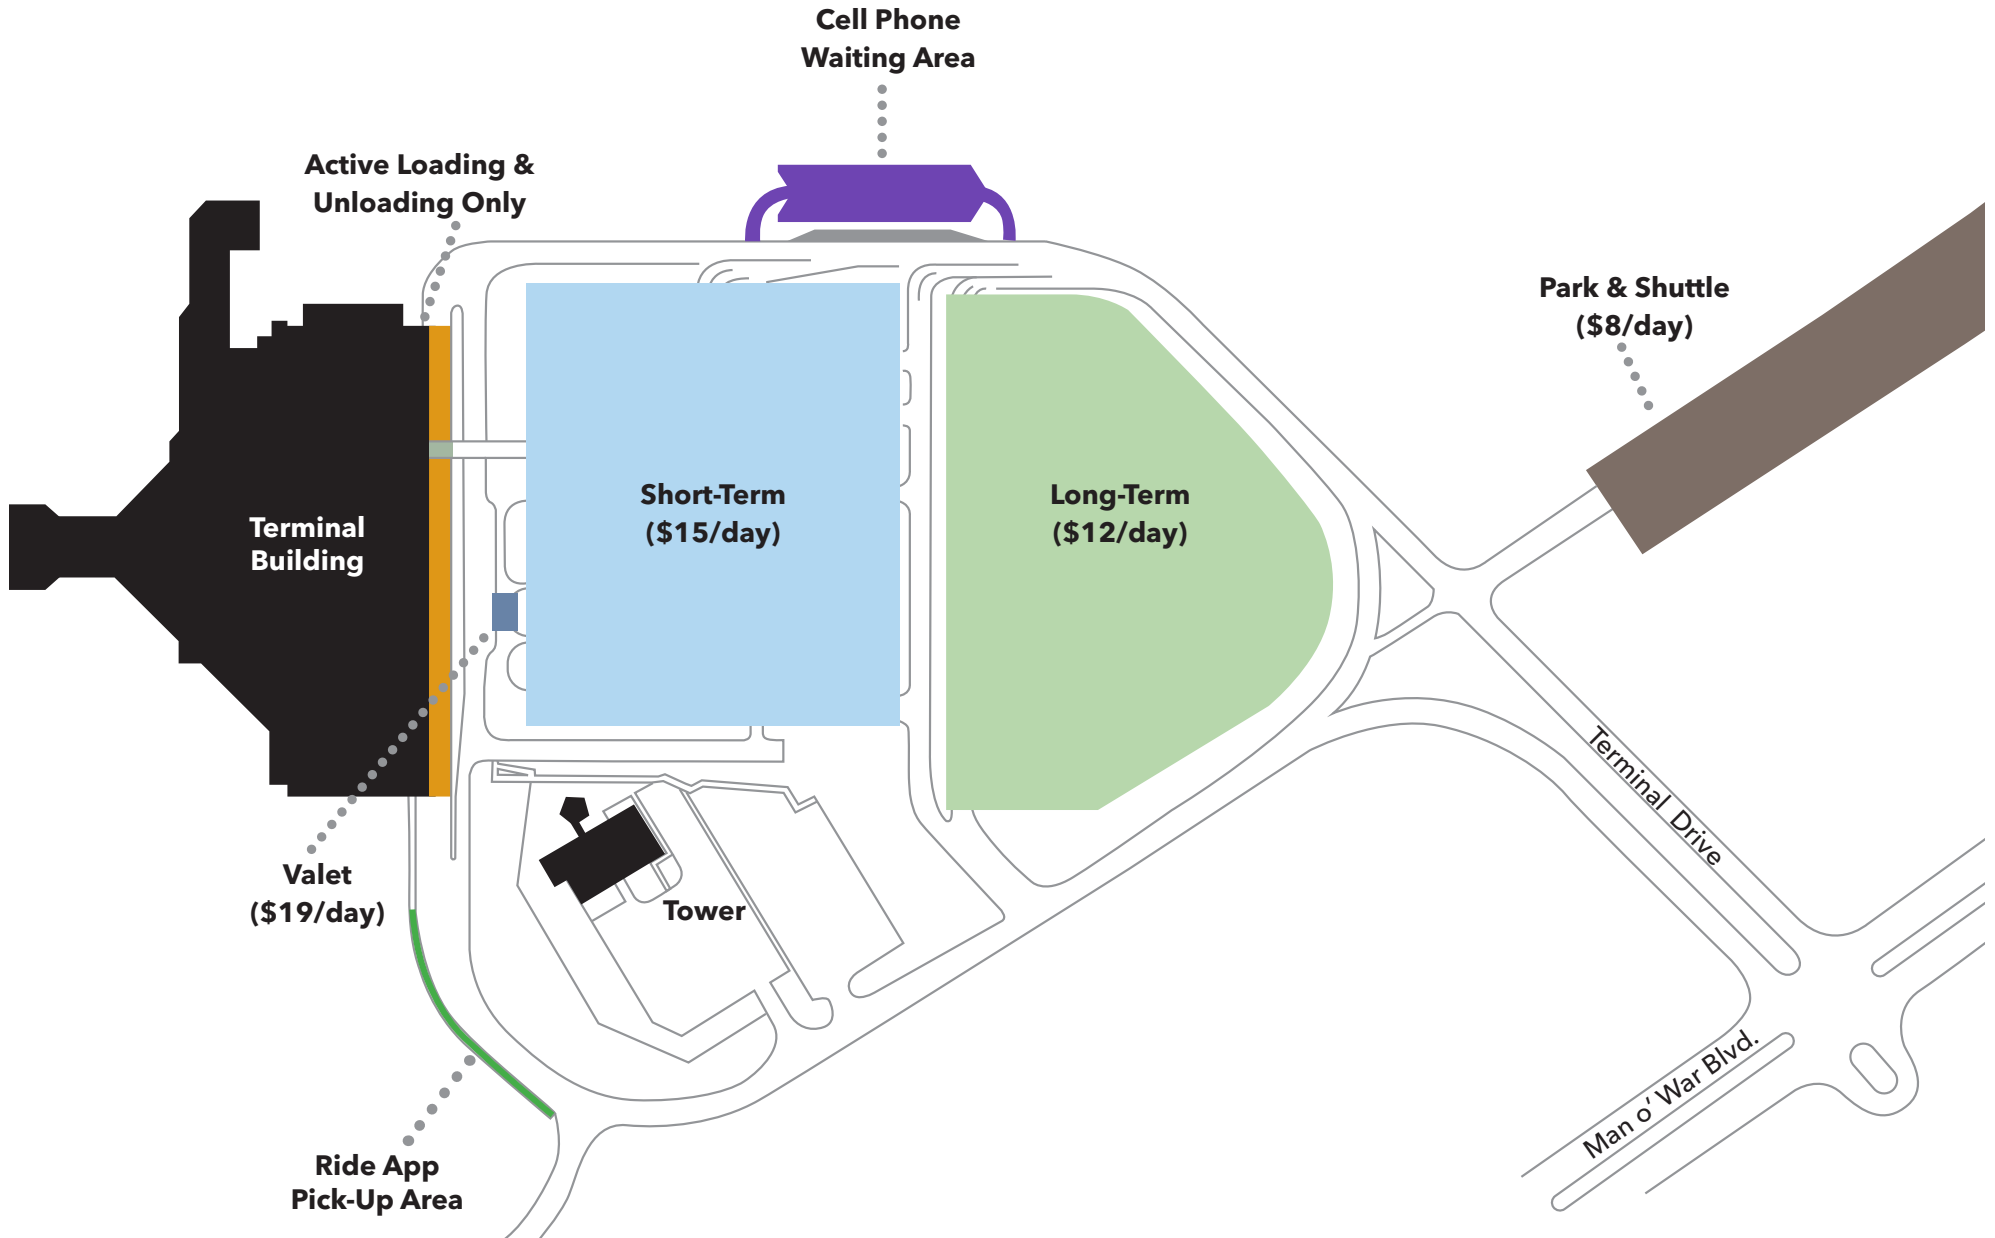 Cell Phone
Waiting Area
Active Loading &
Unloading Only
Park & Shuttle
($8/day)
Short-Term
($15/day)
Long-Term
($12/day)
Terminal
Building
Terminal Drive
Valet
($19/day)
Tower
Man o’ War Blvd.
Ride App
Pick-Up Area